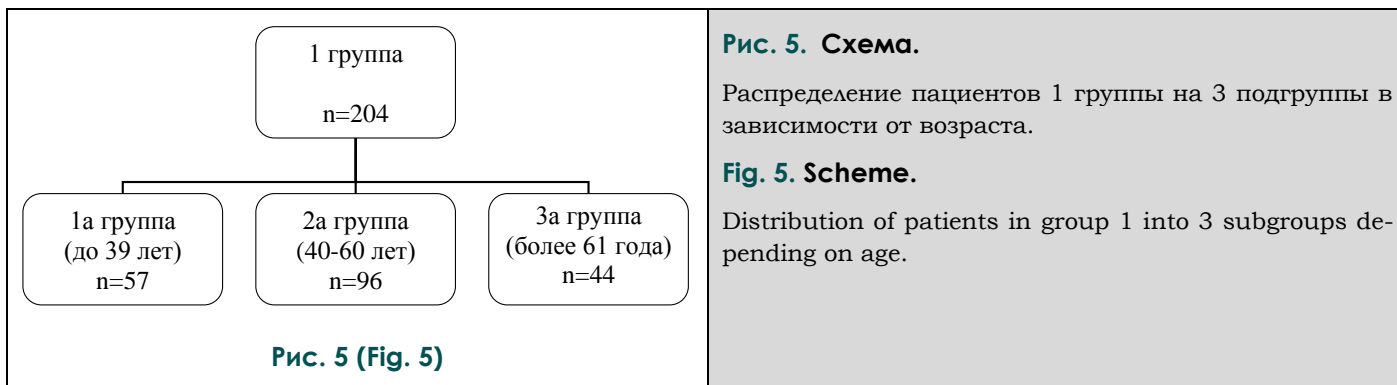 1 группа
n=204
1а группа
(до 39 лет)
n=57
2а группа
(40-60 лет)
n=96
3а группа
(более 61 года)
n=44
Рис. 5 (Fig. 5)
Рис. 5. Схема.
Распределение пациентов 1 группы на 3 подгруппы в
зависимости от возраста.
Fig. 5. Scheme.
Distribution of patients in group 1 into 3 subgroups de-
pending on age.